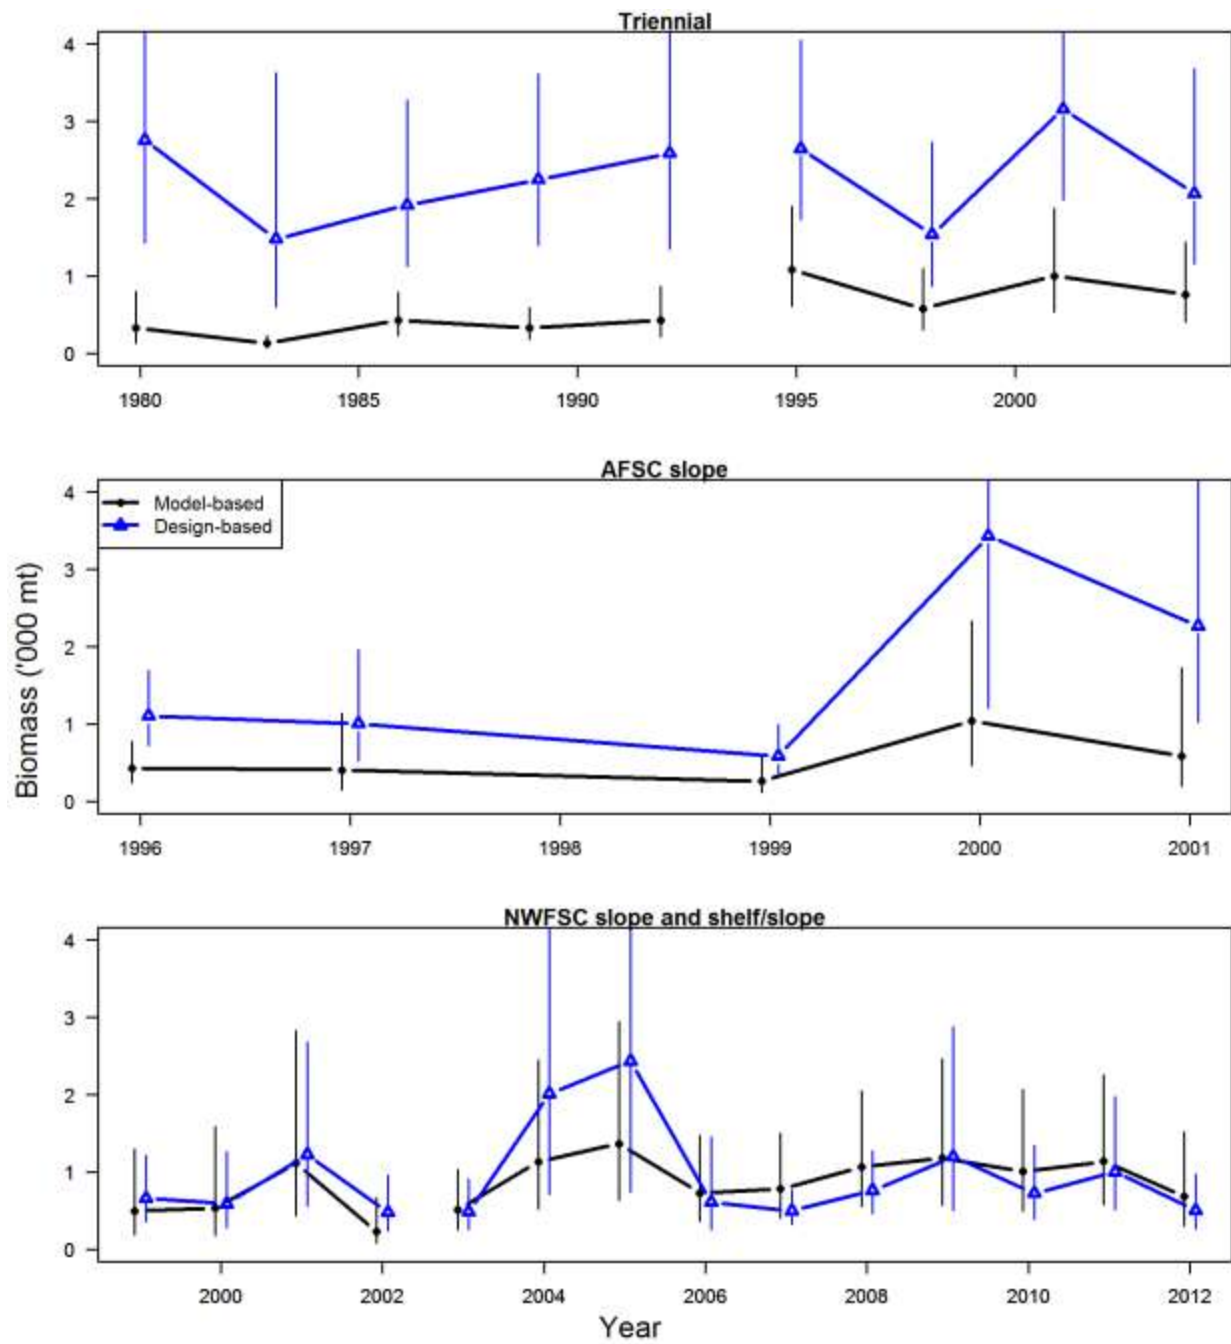 Triennial
4
3
2
1
0
1980 1985 1990 1995 2000
AFSC slope
Model-based
Design-based
4
3
2
1
0
1996 1997 1998 1999 2000 2001
Biomass ('000 mt)
NWFSC slope and shelf/slope
4
3
2
1
0
2000 2002 2004 2006 2008 2010 2012
Year